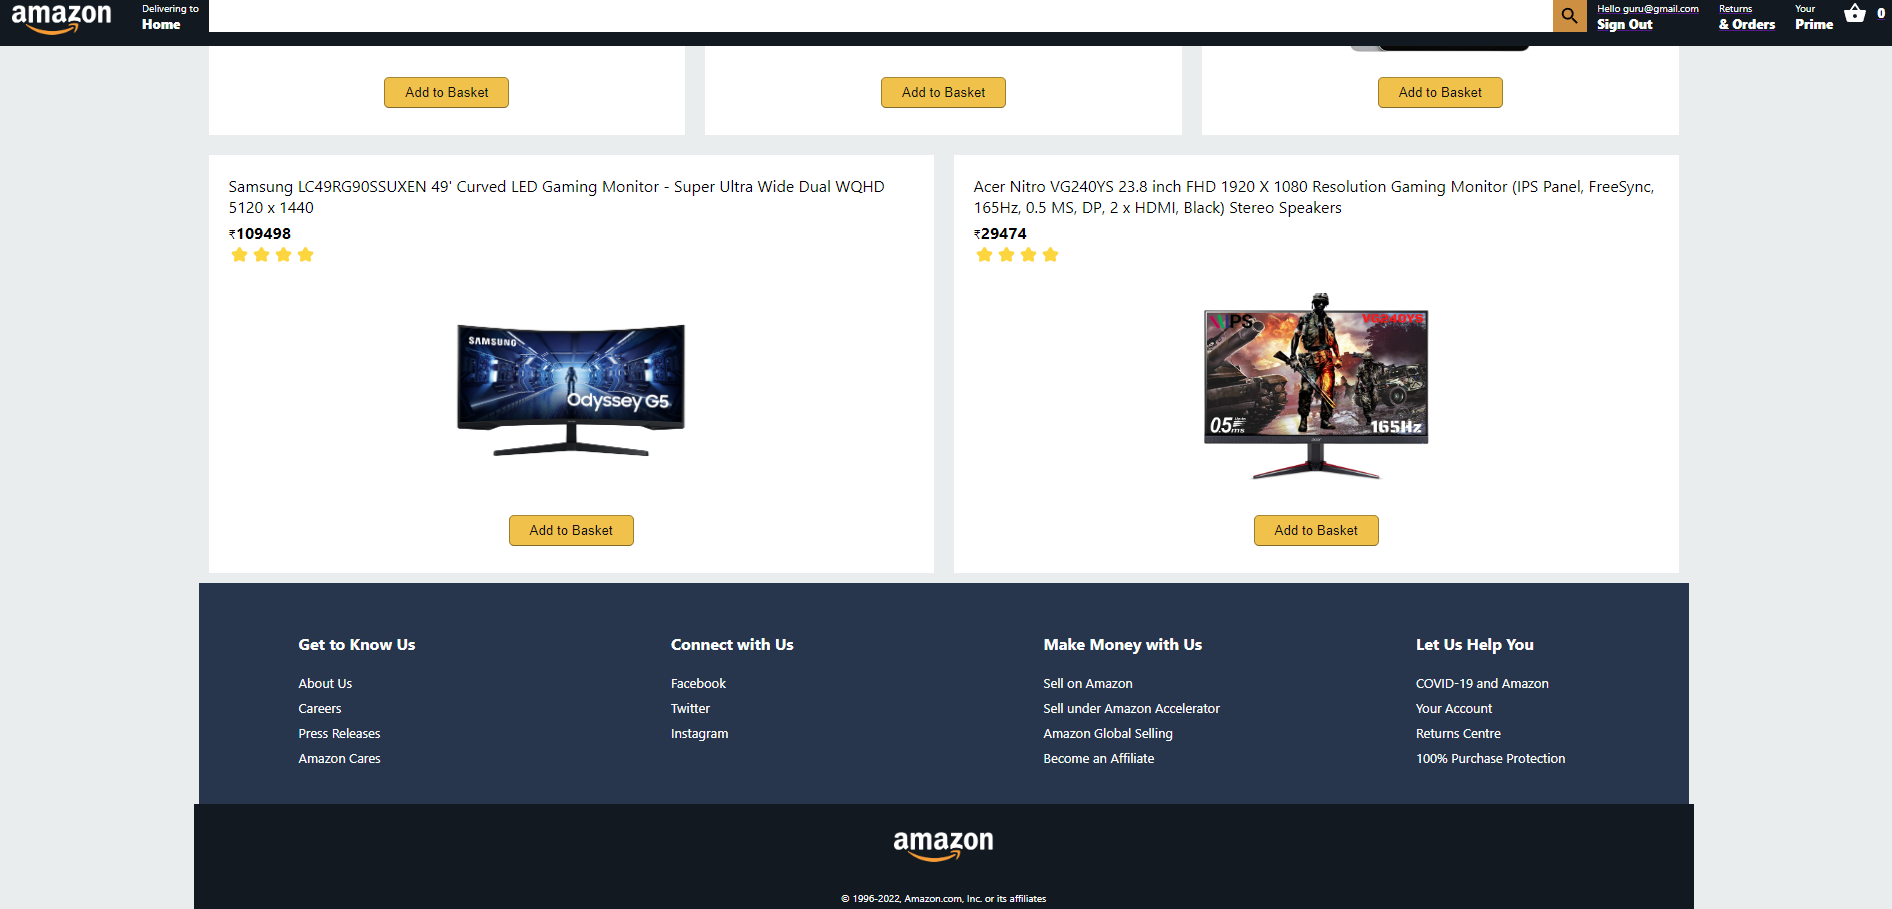 amazon
Delivering to
Home
Hello guru@gmail.com
Sign Out
Returns
& Orders
Your
Prime
0
Add to Basket
Add to Basket
Add to Basket
Samsung LC49RG90SSUXEN 49' Curved LED Gaming Monitor - Super Ultra Wide Dual WQHD
5120 x 1440
₹109498
SAMSUNG
Odyssey G5
Add to Basket
Acer Nitro VG240YS 23.8 inch FHD 1920 X 1080 Resolution Gaming Monitor (IPS Panel, FreeSync,
165Hz, 0.5 MS, DP, 2 x HDMI, Black) Stereo Speakers
₹29474
IPS
VG240YS
0.5 ms
165Hz
acer
Add to Basket
Get to Know Us
About Us
Careers
Press Releases
Amazon Cares
Connect with Us
Facebook
Twitter
Instagram
Make Money with Us
Sell on Amazon
Sell under Amazon Accelerator
Amazon Global Selling
Become an Affiliate
Let Us Help You
COVID-19 and Amazon
Your Account
Returns Centre
100% Purchase Protection
amazon
© 1996-2022, Amazon.com, Inc. or its affiliates